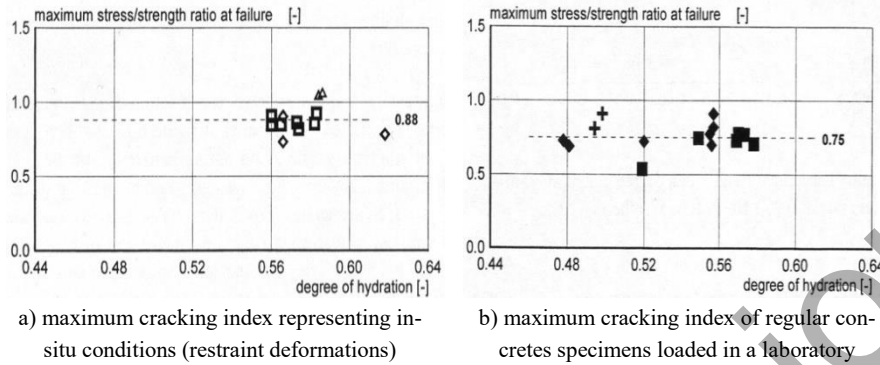 maximum stress/strength ratio at failure [-]
1.5
1.0
0.88
0.5
0.0
0.44 0.48 0.52 0.56 0.60 0.64
degree of hydration [-]
a) maximum cracking index representing in-
situ conditions (restraint deformations)
maximum stress/strength ratio at failure [-]
1.5
1.0
0.75
0.5
0.0
0.44 0.48 0.52 0.56 0.60 0.64
degree of hydration [-]
b) maximum cracking index of regular con-
cretes specimens loaded in a laboratory